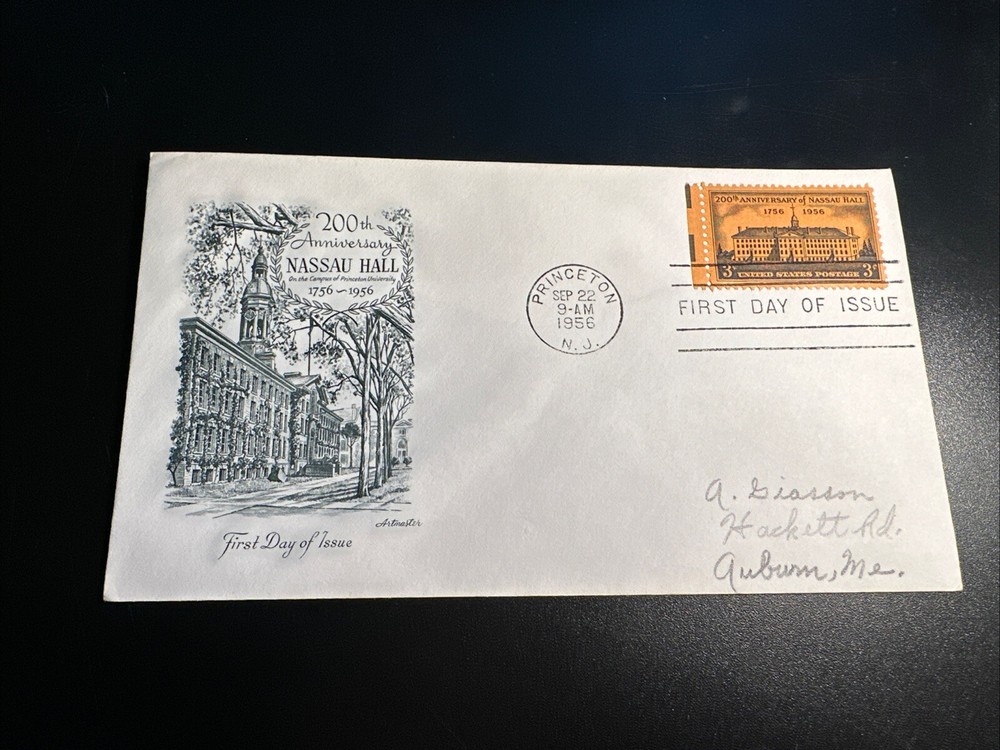 200th
Anniversary
NASSAU HALL
On the Campus of Princeton University
1756~1956
Artmaster
First Day of Issue
PRINCETON
SEP 22
9-AM
1956
N. J.
200th ANNIVERSARY of NASSAU HALL
1756 1956
3¢ UNITED STATES POSTAGE 3¢
FIRST DAY OF ISSUE
A. Giasson
Hackett Rd.
Auburn, Me.